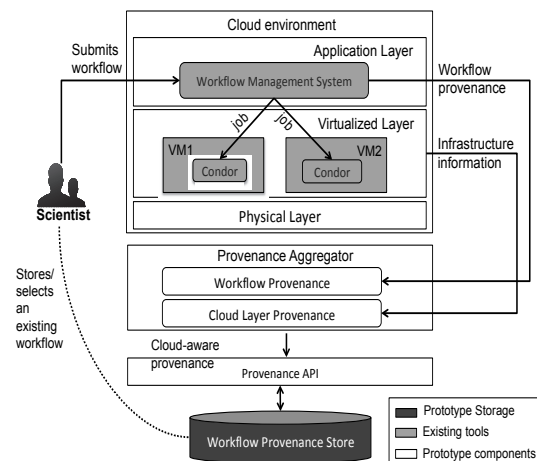 Cloud environment
Submits
workflow
Application Layer
Workflow Management System
Workflow
provenance
job
job
Virtualized Layer
VM1
Condor
VM2
Condor
Infrastructure
information
Physical Layer
Scientist
Provenance Aggregator
Workflow Provenance
Cloud Layer Provenance
Stores/
selects
an
existing
workflow
Cloud-aware
provenance
Provenance API
Workflow Provenance Store
Prototype Storage
Existing tools
Prototype components